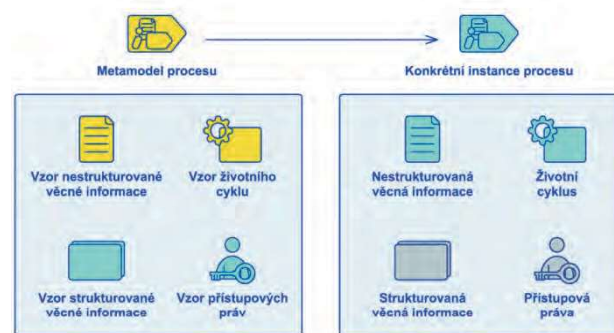 Metamodel procesu
Konkrétní instance procesu
Vzor nestrukturované
věcné informace
Vzor životního
cyklu
Nestrukturovaná
věcná informace
Životní
cyklus
Vzor strukturované
věcné informace
Vzor přístupových
práv
Strukturovaná
věcná informace
Přístupová
práva